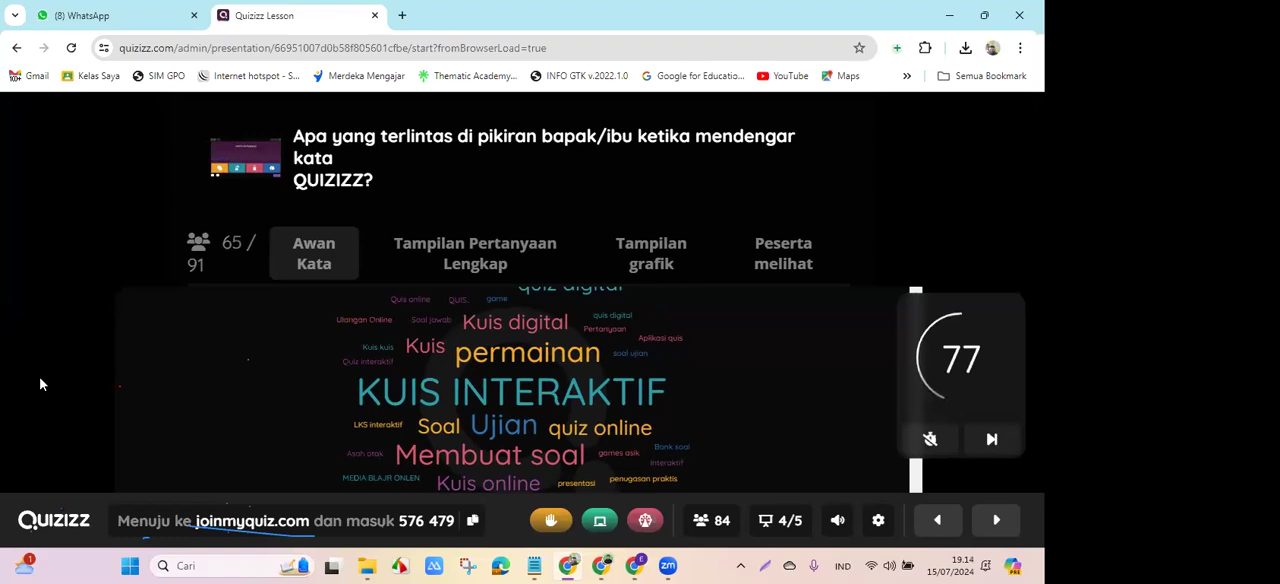 (8) WhatsApp
Quizizz Lesson
quizizz.com/admin/presentation/66951007d0b58f805601cfbe/start?fromBrowserLoad=true
Gmail Kelas Saya SIM GPO Internet hotspot - S... Merdeka Mengajar Thematic Academy... INFO GTK v.2022.1.0 Google for Educatio... YouTube Maps » Semua Bookmark
Apa yang terlintas di pikiran bapak/ibu ketika mendengar
kata
QUIZIZZ?
65 /
91
Awan
Kata
Tampilan Pertanyaan
Lengkap
Tampilan
grafik
Peserta
melihat
quiz digital
Quis online QUIS.. game
Ulangan Online Soal jawab Kuis digital quis digital
Pertanyaan
Aplikasi quis
Kuis kuis Kuis permainan soal ujian
Quiz interaktif
KUIS INTERAKTIF
LKS interaktif Soal Ujian quiz online
Asah otak Membuat soal games asik Bank soal
Interaktif
MEDIA BLAJR ONLEN Kuis online presentasi penugasan praktis
77
QUIZIZZ Menuju ke joinmyquiz.com dan masuk 576 479 84 4/5
Cari
IND
19.14
15/07/2024